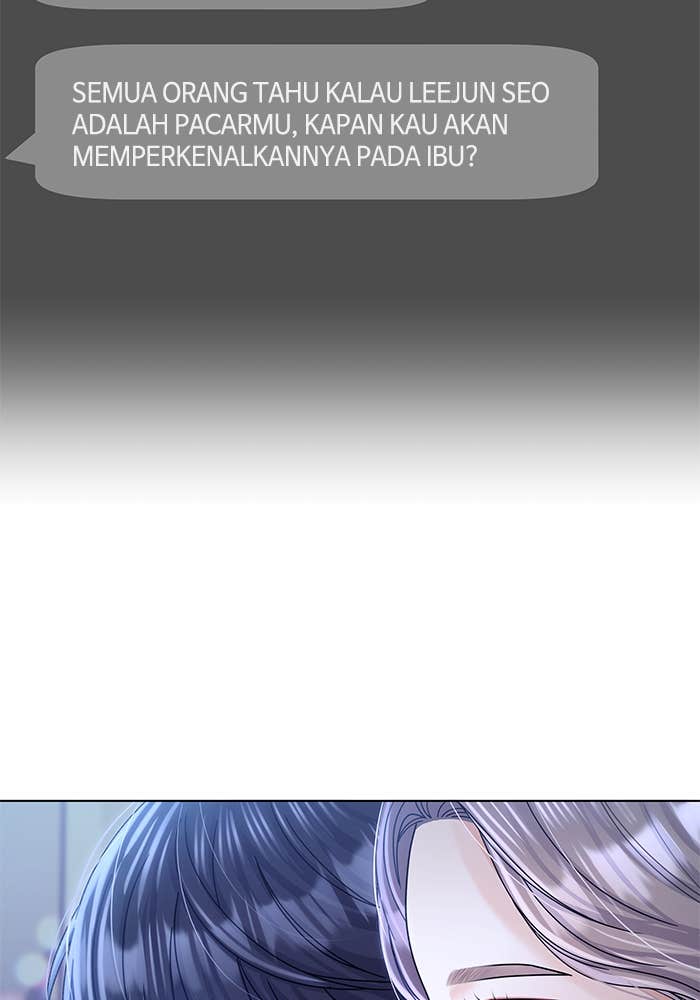 SEMUA ORANG TAHU KALAU LEEJUN SEO
ADALAH PACARMU, KAPAN KAU AKAN
MEMPERKENALKANNYA PADA IBU?